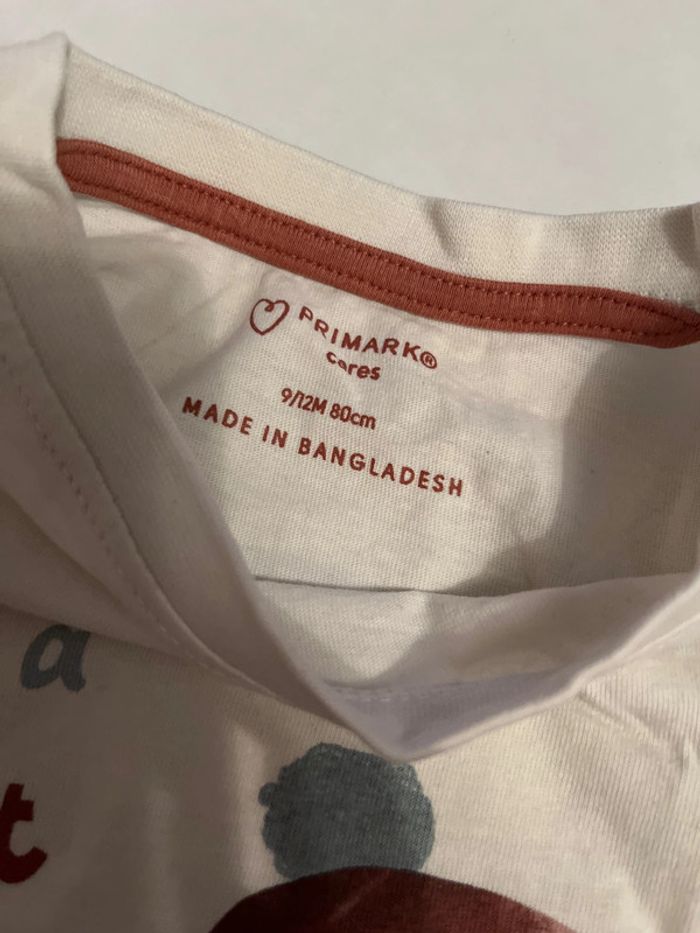 PRIMARK®
cares
9/12M 80cm
MADE IN BANGLADESH
a
t